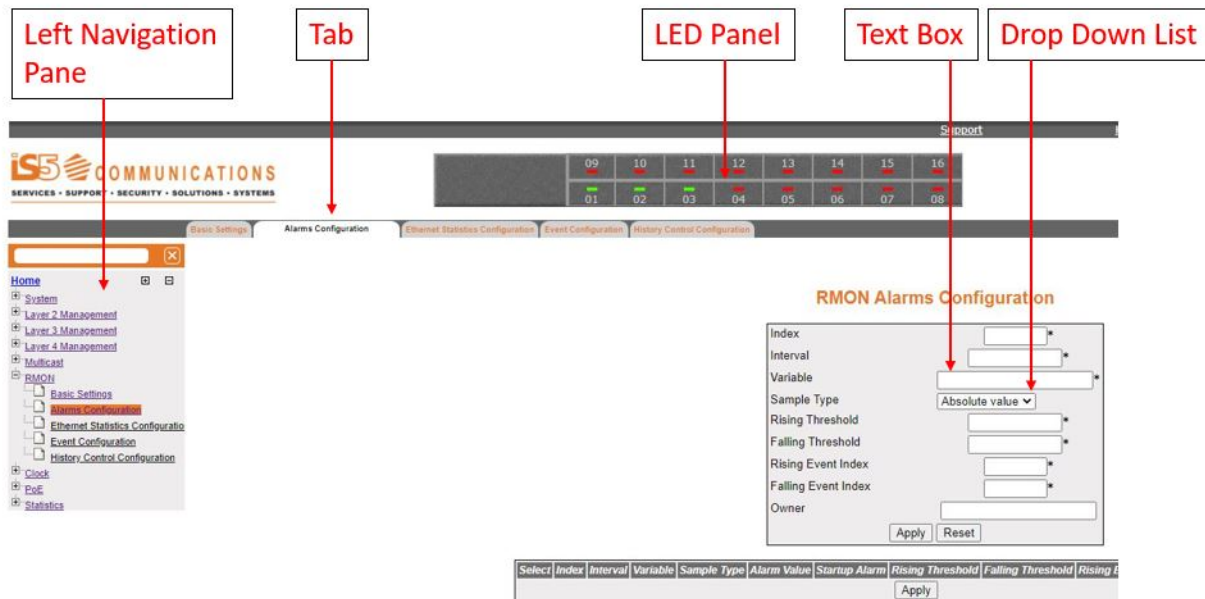 Left Navigation
Pane
Tab
LED Panel
Text Box
Drop Down List
Support
iS5 COMMUNICATIONS
SERVICES • SUPPORT • SECURITY • SOLUTIONS • SYSTEMS
09 10 11 12 13 14 15 16
01 02 03 04 05 06 07 08
Basic Settings Alarms Configuration Ethernet Statistics Configuration Event Configuration History Control Configuration
Home
System
Layer 2 Management
Layer 3 Management
Layer 4 Management
Multicast
RMON
Basic Settings
Alarms Configuration
Ethernet Statistics Configuratio
Event Configuration
History Control Configuration
Clock
PoE
Statistics
RMON Alarms Configuration
Index *
Interval *
Variable *
Sample Type Absolute value
Rising Threshold *
Falling Threshold *
Rising Event Index *
Falling Event Index *
Owner
Apply Reset
Select Index Interval Variable Sample Type Alarm Value Startup Alarm Rising Threshold Falling Threshold Rising
Apply